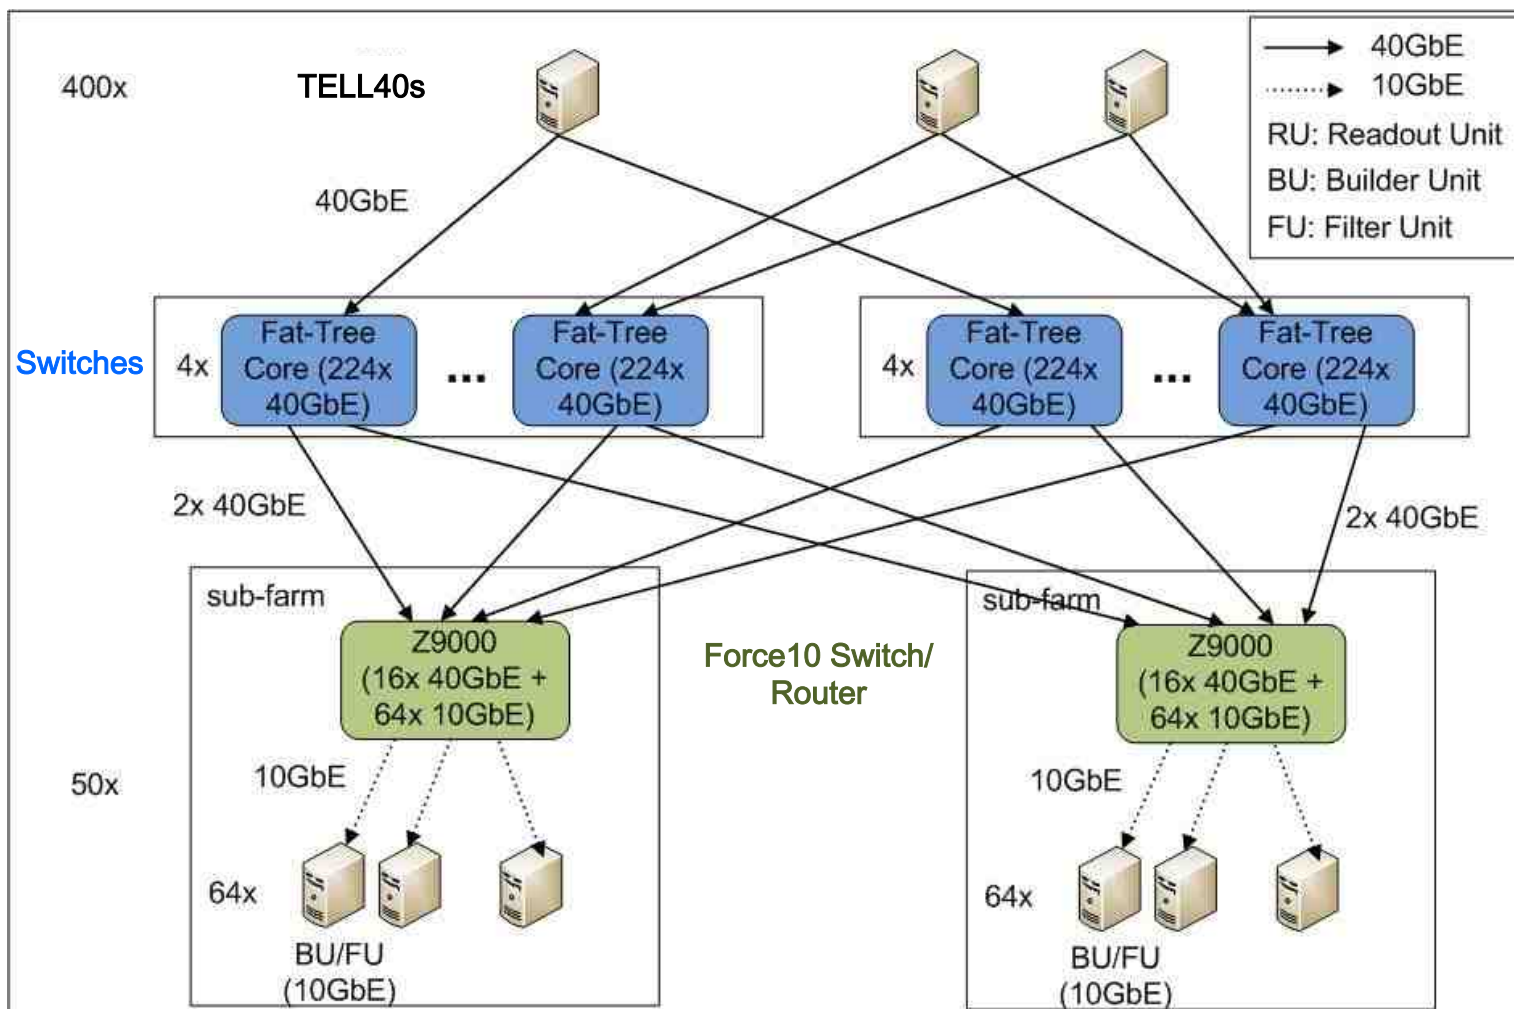 400x
TELL40s
40GbE
10GbE
RU: Readout Unit
BU: Builder Unit
FU: Filter Unit
40GbE
Switches
4x
Fat-Tree
Core (224x
40GbE)
...
Fat-Tree
Core (224x
40GbE)
4x
Fat-Tree
Core (224x
40GbE)
...
Fat-Tree
Core (224x
40GbE)
2x 40GbE
2x 40GbE
sub-farm
Z9000
(16x 40GbE +
64x 10GbE)
Force10 Switch/
Router
sub-farm
Z9000
(16x 40GbE +
64x 10GbE)
50x
10GbE
64x
BU/FU
(10GbE)
10GbE
64x
BU/FU
(10GbE)